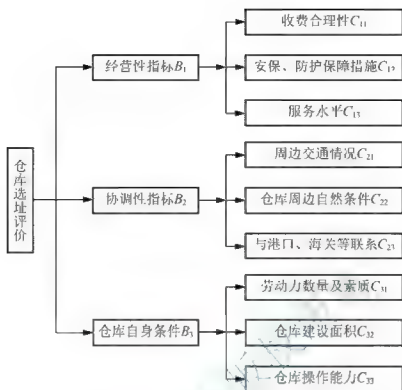 仓库选址评价
经营性指标B₁
收费合理性C₁₁
安保、防护保障措施C₁₂
服务水平C₁₃
协调性指标B₂
周边交通情况C₂₁
仓库周边自然条件C₂₂
与港口、海关等联系C₂₃
仓库自身条件B₃
劳动力数量及素质C₃₁
仓库建设面积C₃₂
仓库操作能力C₃₃